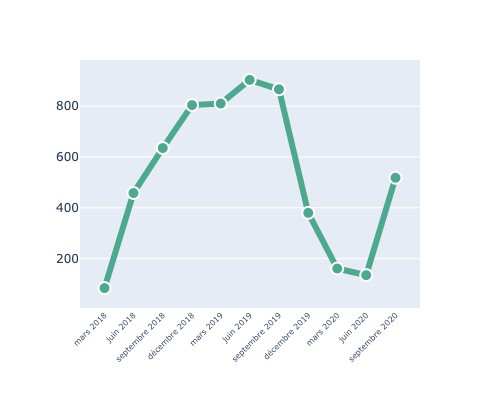 800
600
400
200
mars 2018
juin 2018
septembre 2018
décembre 2018
mars 2019
juin 2019
septembre 2019
décembre 2019
mars 2020
juin 2020
septembre 2020